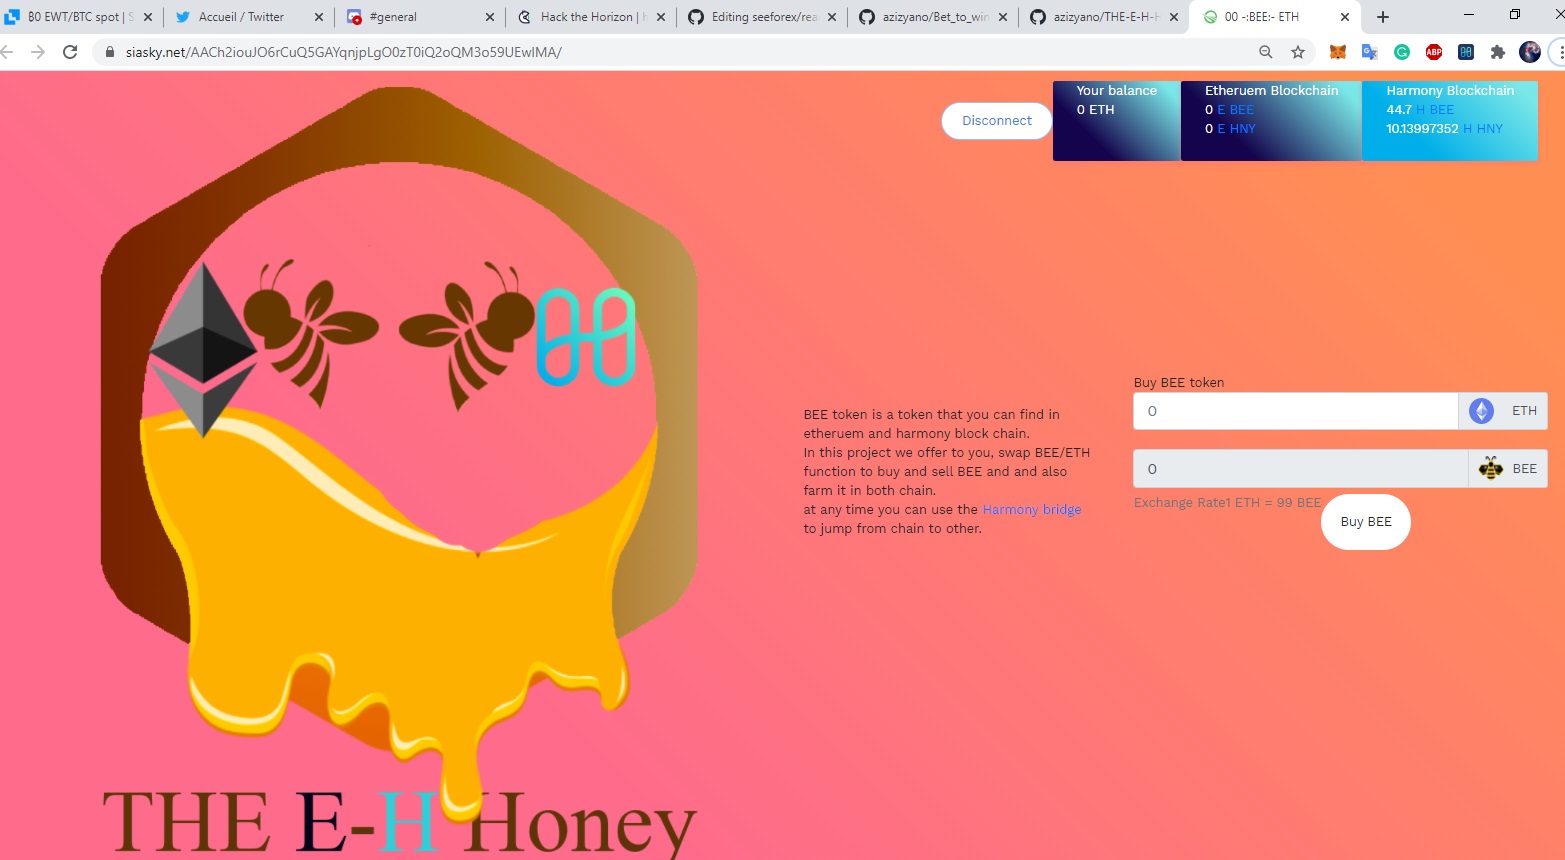 ₿0 EWT/BTC spot | S
Accueil / Twitter
#general
Hack the Horizon | h
Editing seeforex/rea
azizyano/Bet_to_win
azizyano/THE-E-H-H
00 -:BEE:- ETH
siasky.net/AACh2iouJO6rCuQ5GAYqnjpLgO0zT0iQ2oQM3o59UEwIMA/
ABP
Disconnect
Your balance
0 ETH
Etheruem Blockchain
0 E BEE
0 E HNY
Harmony Blockchain
44.7 H BEE
10.13997352 H HNY
BEE token is a token that you can find in
etheruem and harmony block chain.
In this project we offer to you, swap BEE/ETH
function to buy and sell BEE and and also
farm it in both chain.
at any time you can use the Harmony bridge
to jump from chain to other.
Buy BEE token
0 ETH
0 BEE
Exchange Rate1 ETH = 99 BEE
Buy BEE
THE E-H Honey